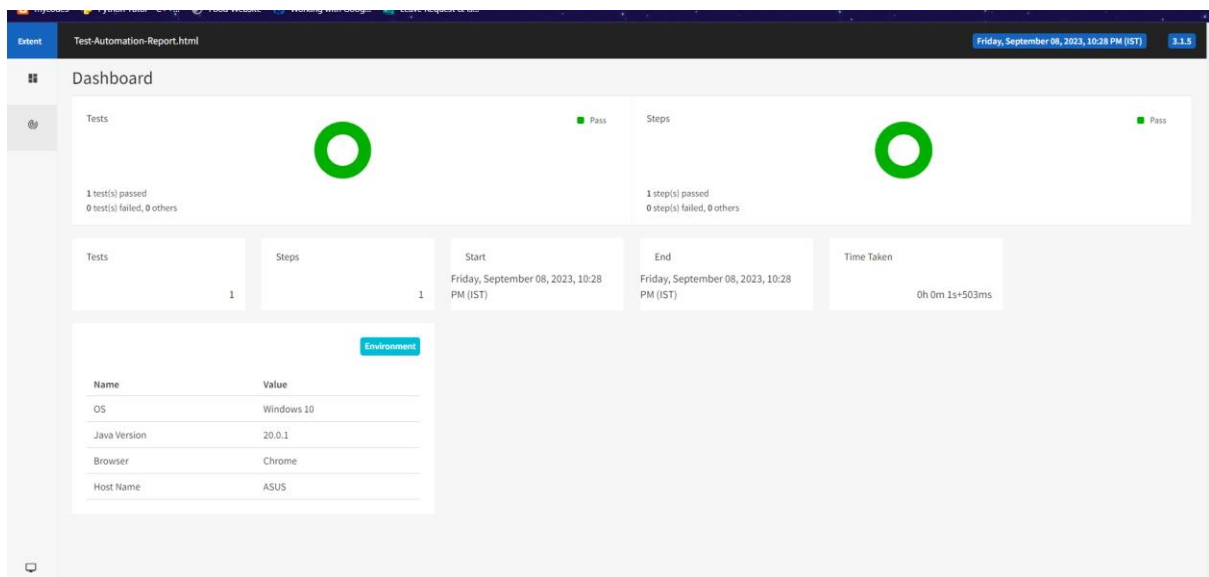 Extent
Test-Automation-Report.html
Friday, September 08, 2023, 10:28 PM (IST)
3.1.5
Dashboard
Tests
Pass
1 test(s) passed
0 test(s) failed, 0 others
Steps
Pass
1 step(s) passed
0 step(s) failed, 0 others
Tests
1
Steps
1
Start
Friday, September 08, 2023, 10:28
PM (IST)
End
Friday, September 08, 2023, 10:28
PM (IST)
Time Taken
0h 0m 1s+503ms
Environment
Name Value
OS Windows 10
Java Version 20.0.1
Browser Chrome
Host Name ASUS